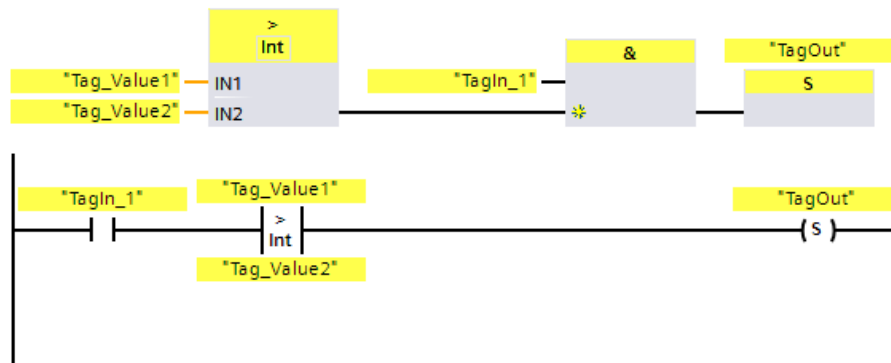 >
Int
&
"TagOut"
"Tag_Value1"
IN1
"TagIn_1"
S
"Tag_Value2"
IN2
"TagIn_1"
"Tag_Value1"
"TagOut"
>
Int
S
"Tag_Value2"